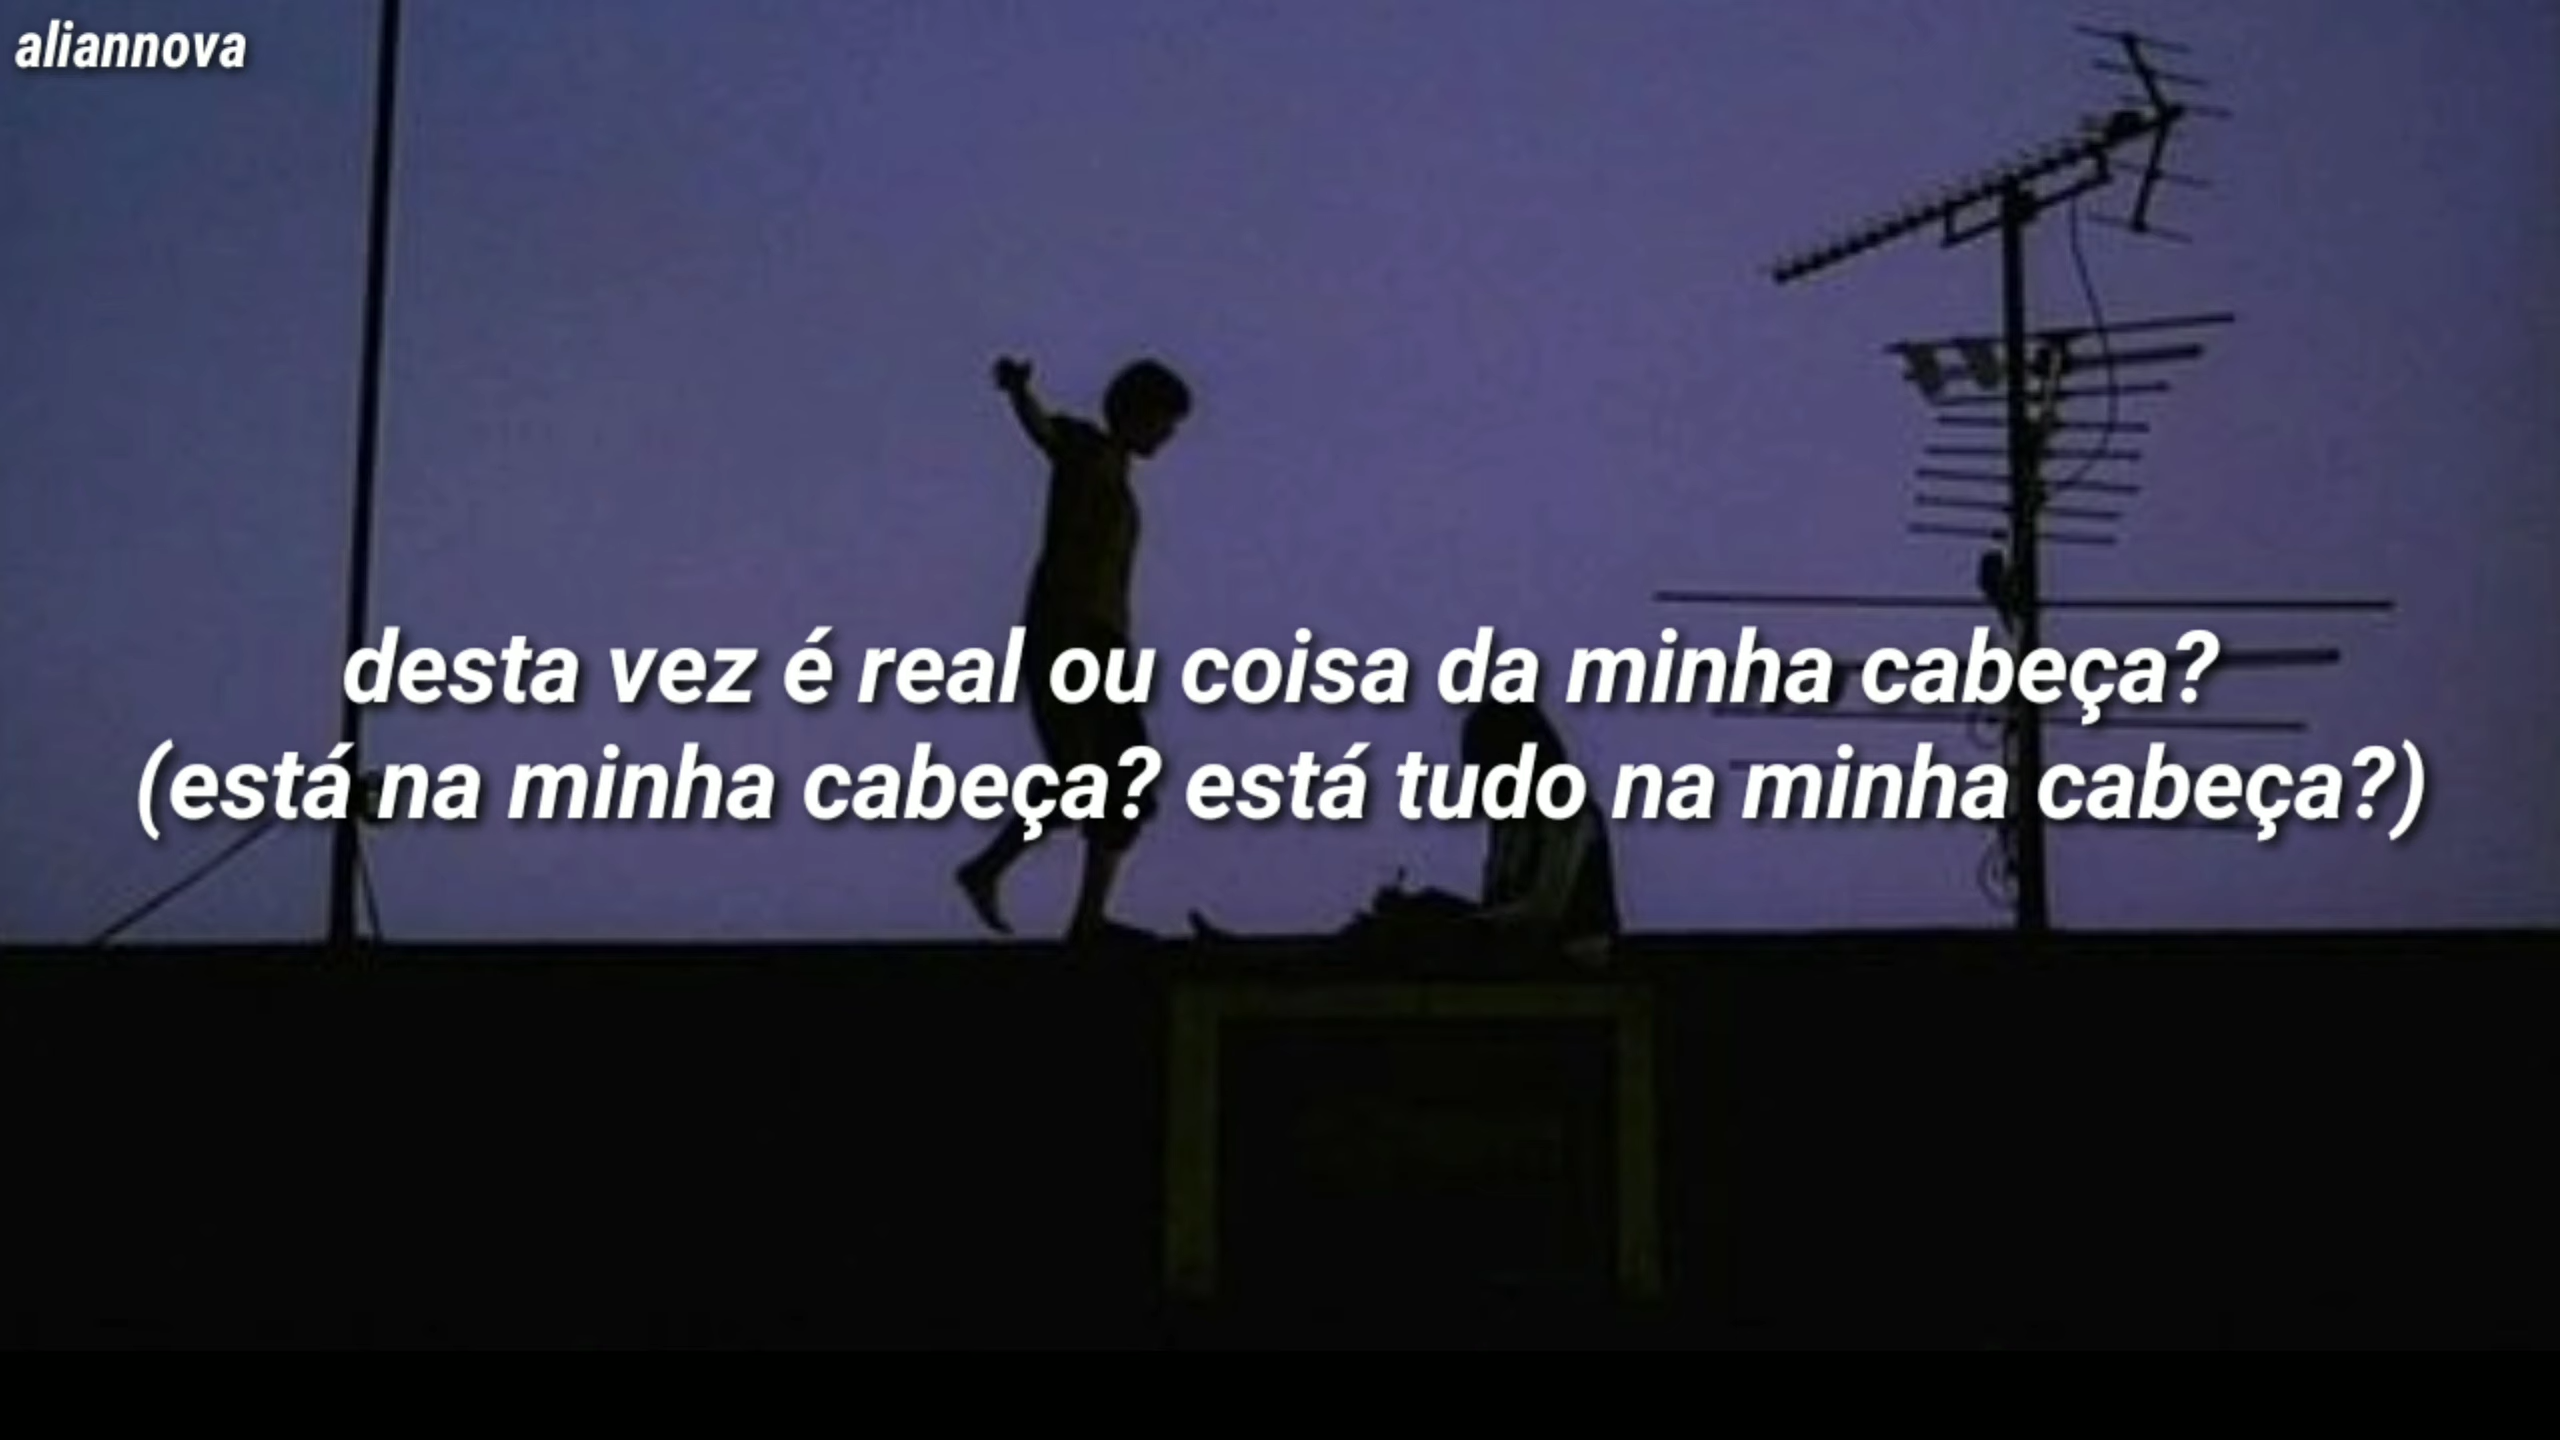 aliannova
desta vez é real ou coisa da minha cabeça?
(está na minha cabeça? está tudo na minha cabeça?)